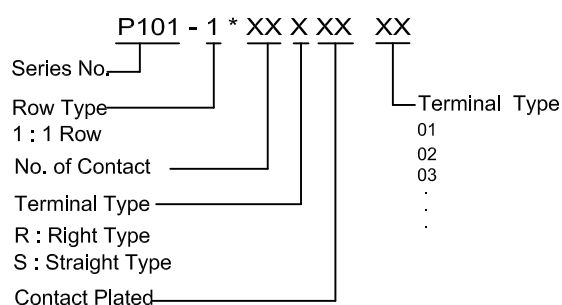 P101 - 1 * XX X XX XX
Series No.
Row Type
1 : 1 Row
No. of Contact
Terminal Type
R : Right Type
S : Straight Type
Contact Plated
Terminal Type
01
02
03
.
.
.